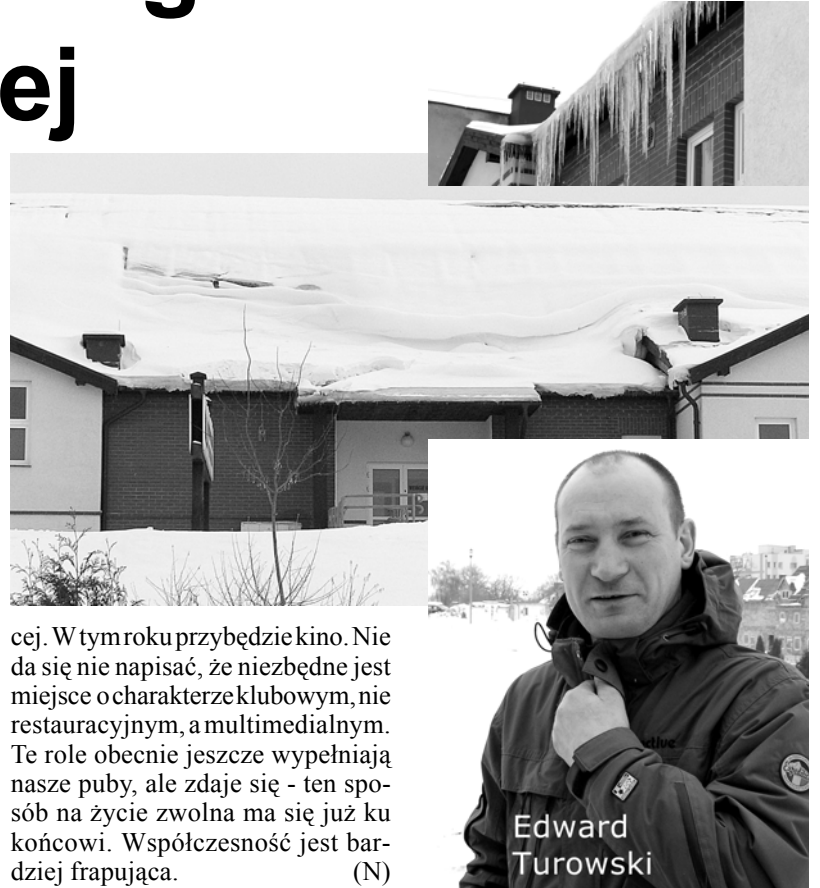 ej
cej. W tym roku przybędzie kino. Nie
da się nie napisać, że niezbędne jest
miejsce o charakterze klubowym, nie
restauracyjnym, a multimedialnym.
Te role obecnie jeszcze wypełniają
nasze puby, ale zdaje się - ten spo-
sób na życie zwolna ma się już ku
końcowi. Współczesność jest bar-
dziej frapująca. (N)
Edward
Turowski